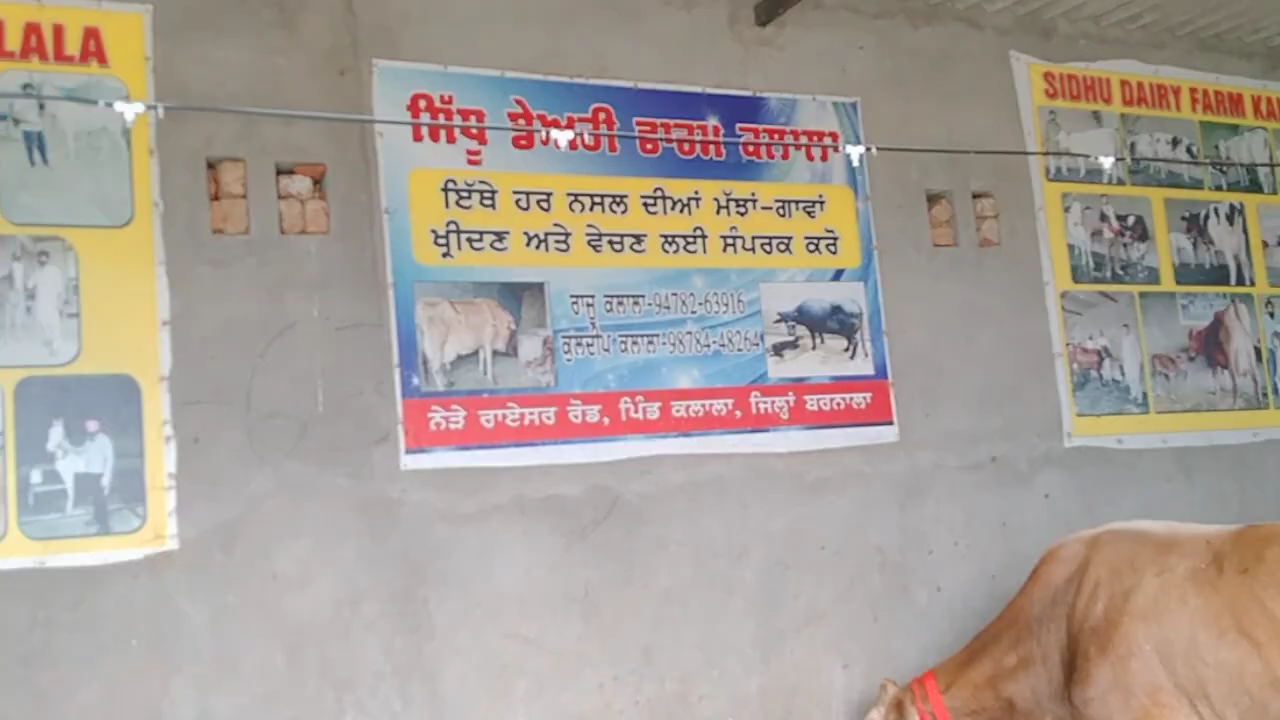 LALA
ਸਿੱਧੂ ਡੇਅਰੀ ਫਾਰਮ ਕਲਾਲਾ
ਇੱਥੇ ਹਰ ਨਸਲ ਦੀਆਂ ਮੱਝਾਂ-ਗਾਵਾਂ
ਖ੍ਰੀਦਣ ਅਤੇ ਵੇਚਣ ਲਈ ਸੰਪਰਕ ਕਰੋ
ਰਾਜੂ ਕਲਾਲਾ-94782-63916
ਕੁਲਦੀਪ ਕਲਾਲਾ-98784-48264
ਨੇੜੇ ਰਾਏਸਰ ਰੋਡ, ਪਿੰਡ ਕਲਾਲਾ, ਜਿਲ੍ਹਾਂ ਬਰਨਾਲਾ
SIDHU DAIRY FARM KA